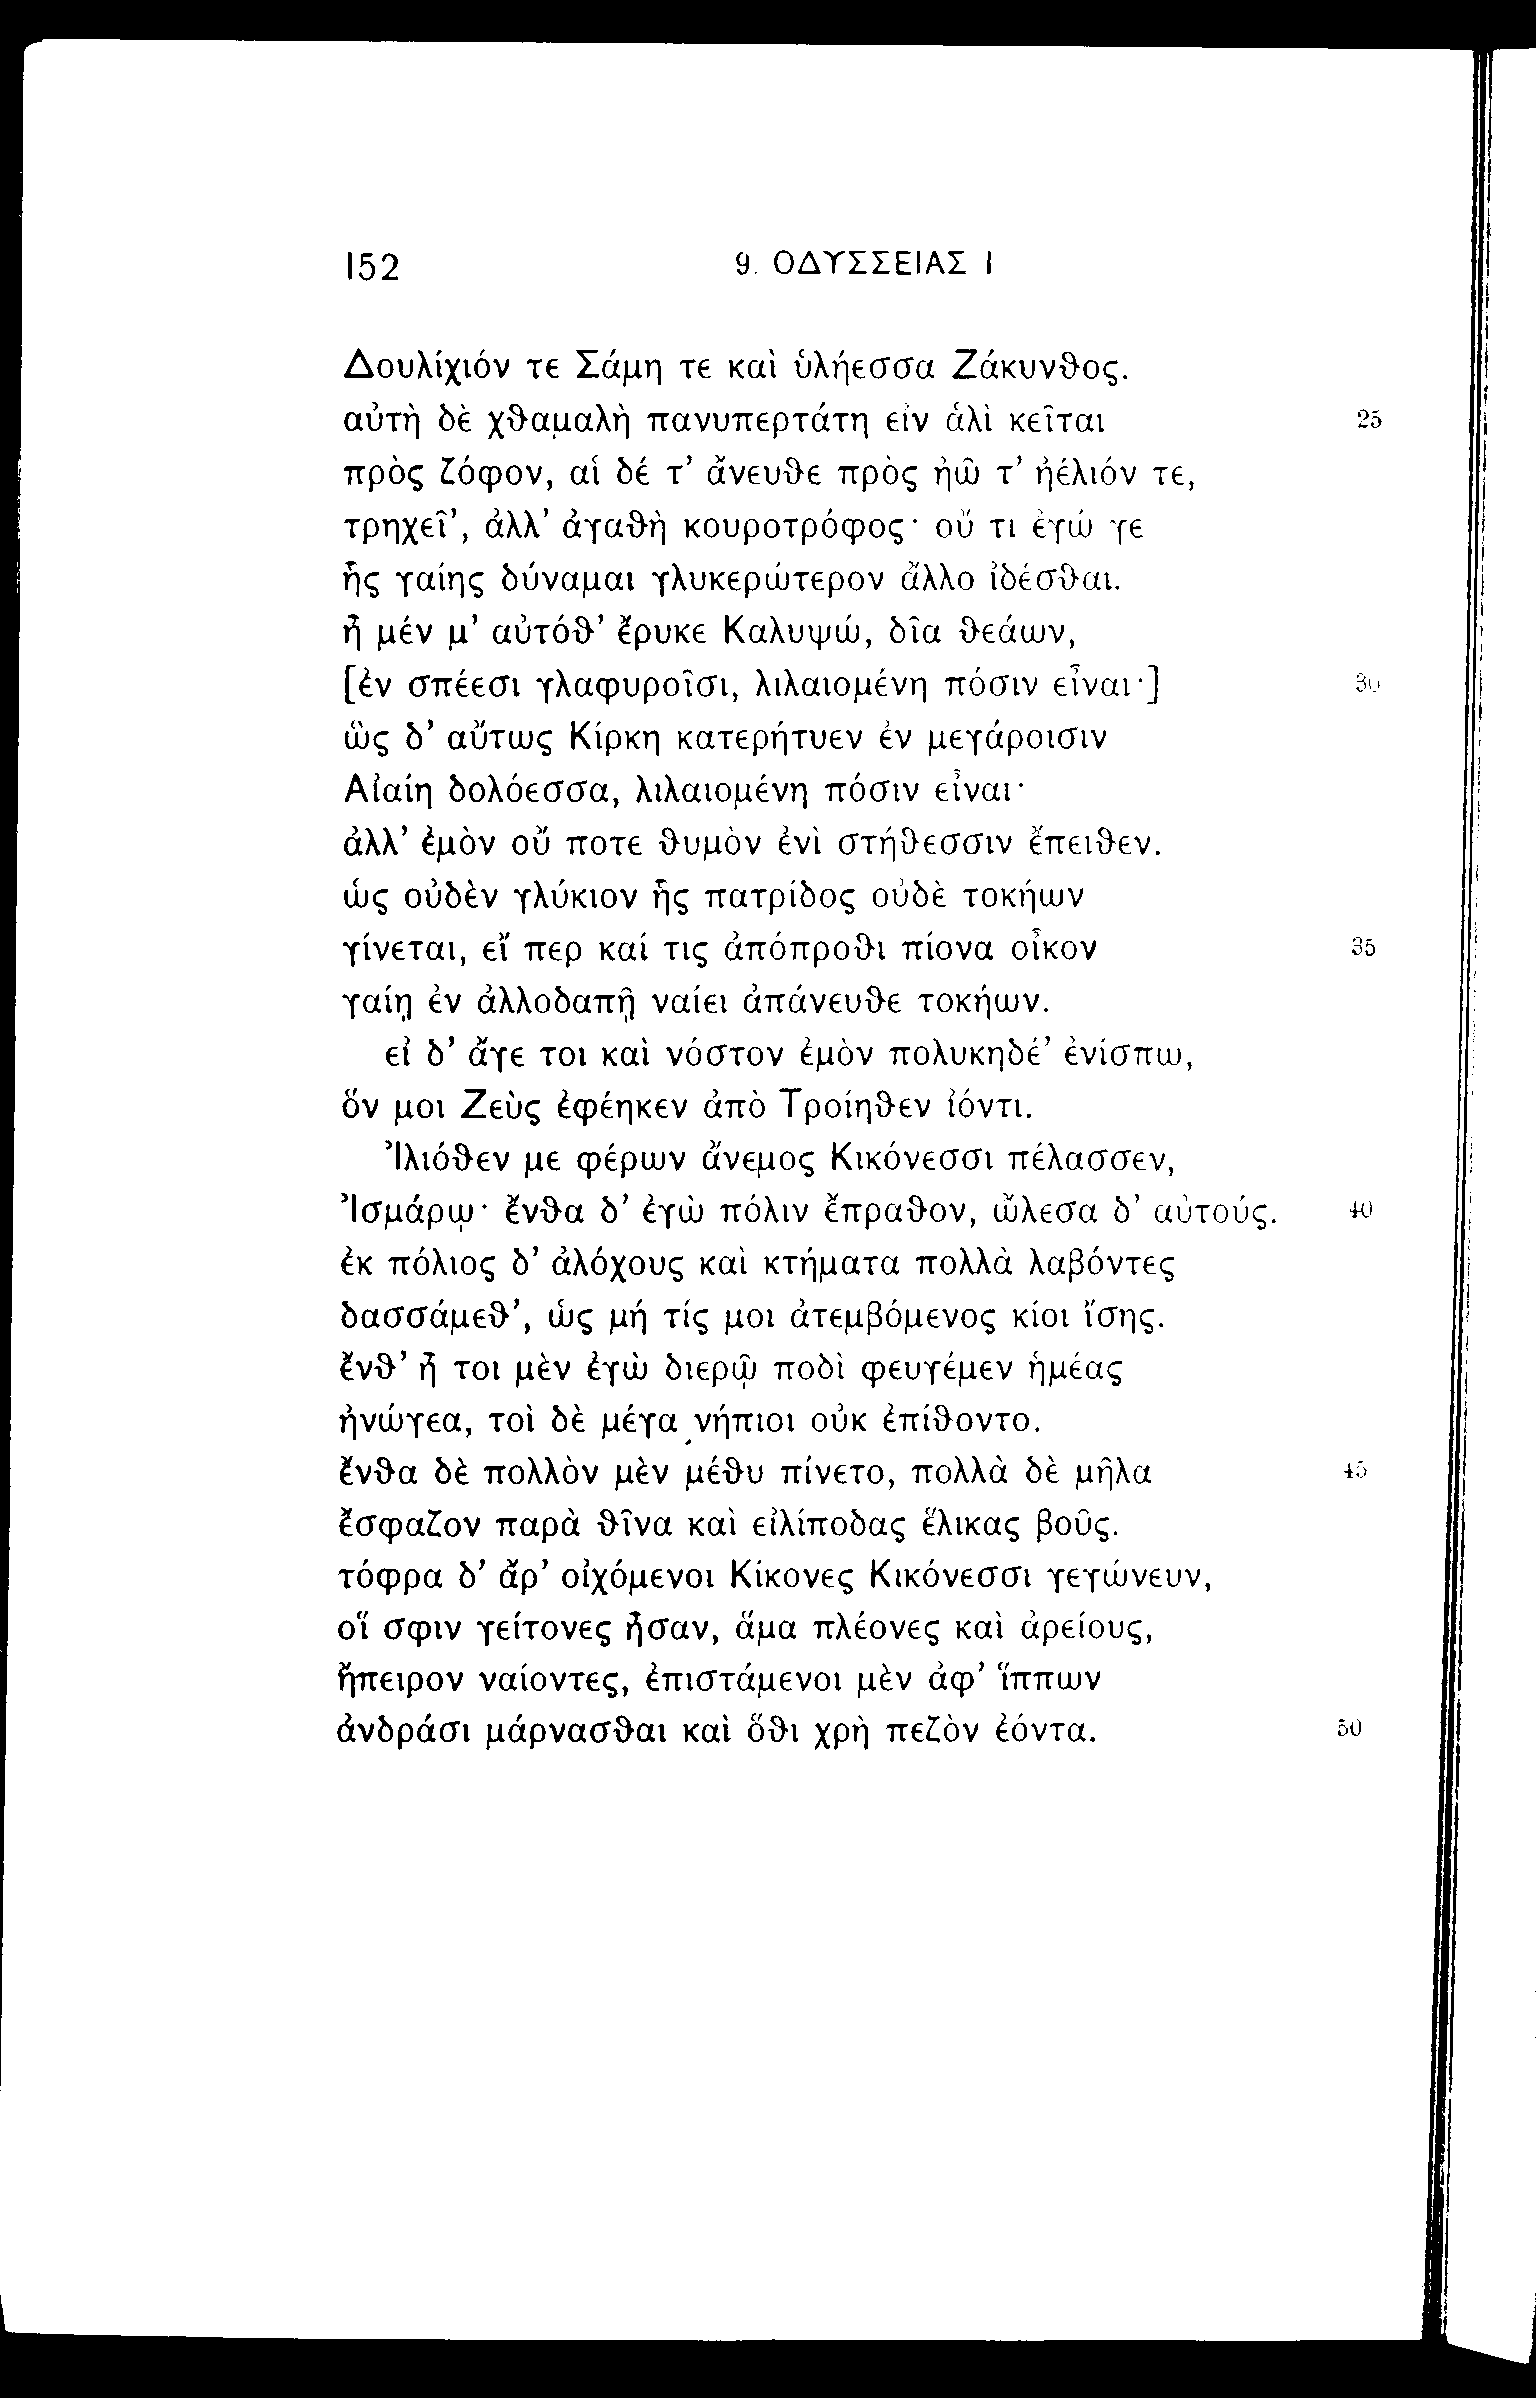 152 9. ΟΔΥΣΣΕΙΑΣ Ι
Δουλίχιόν τε Σάμη τε καὶ ὑλήεσσα Ζάκυνθος.
αὐτὴ δὲ χθαμαλὴ πανυπερτάτη εἰν ἁλὶ κεῖται 25
πρὸς ζόφον, αἱ δέ τ’ ἄνευθε πρὸς ἠῶ τ’ ἠέλιόν τε,
τρηχεῖ’, ἀλλ’ ἀγαθὴ κουροτρόφος· οὔ τι ἐγώ γε
ἧς γαίης δύναμαι γλυκερώτερον ἄλλο ἰδέσθαι.
ἦ μέν μ’ αὐτόθ’ ἔρυκε Καλυψώ, δῖα θεάων,
[ἐν σπέεσι γλαφυροῖσι, λιλαιομένη πόσιν εἶναι·] 30
ὣς δ’ αὔτως Κίρκη κατερήτυεν ἐν μεγάροισιν
Αἰαίη δολόεσσα, λιλαιομένη πόσιν εἶναι·
ἀλλ’ ἐμὸν οὔ ποτε θυμὸν ἐνὶ στήθεσσιν ἔπειθεν.
ὡς οὐδὲν γλύκιον ἧς πατρίδος οὐδὲ τοκήων
γίνεται, εἴ περ καί τις ἀπόπροθι πίονα οἶκον 35
γαίῃ ἐν ἀλλοδαπῇ ναίει ἀπάνευθε τοκήων.
εἰ δ’ ἄγε τοι καὶ νόστον ἐμὸν πολυκηδέ’ ἐνίσπω,
ὅν μοι Ζεὺς ἐφέηκεν ἀπὸ Τροίηθεν ἰόντι.
Ἰλιόθεν με φέρων ἄνεμος Κικόνεσσι πέλασσεν,
Ἰσμάρῳ· ἔνθα δ’ ἐγὼ πόλιν ἔπραθον, ὤλεσα δ’ αὐτούς. 40
ἐκ πόλιος δ’ ἀλόχους καὶ κτήματα πολλὰ λαβόντες
δασσάμεθ’, ὡς μή τίς μοι ἀτεμβόμενος κίοι ἴσης.
ἔνθ’ ἦ τοι μὲν ἐγὼ διερῷ ποδὶ φευγέμεν ἡμέας
ἠνώγεα, τοὶ δὲ μέγα νήπιοι οὐκ ἐπίθοντο.
ἔνθα δὲ πολλὸν μὲν μέθυ πίνετο, πολλὰ δὲ μῆλα 45
ἔσφαζον παρὰ θῖνα καὶ εἰλίποδας ἕλικας βοῦς.
τόφρα δ’ ἄρ’ οἰχόμενοι Κίκονες Κικόνεσσι γεγώνευν,
οἵ σφιν γείτονες ἦσαν, ἅμα πλέονες καὶ ἀρείους,
ἤπειρον ναίοντες, ἐπιστάμενοι μὲν ἀφ’ ἵππων
ἀνδράσι μάρνασθαι καὶ ὅθι χρὴ πεζὸν ἐόντα. 50